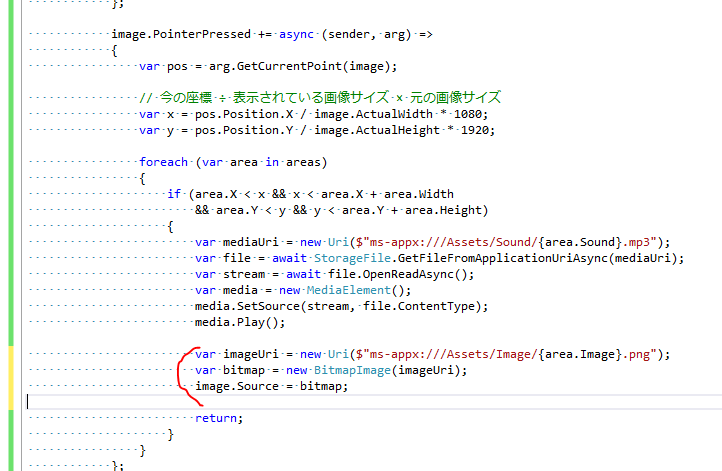 };
image.PointerPressed += async (sender, arg) =>
{
var pos = arg.GetCurrentPoint(image);
// 今の座標 ÷ 表示されている画像サイズ × 元の画像サイズ
var x = pos.Position.X / image.ActualWidth * 1080;
var y = pos.Position.Y / image.ActualHeight * 1920;
foreach (var area in areas)
{
if (area.X < x && x < area.X + area.Width
&& area.Y < y && y < area.Y + area.Height)
{
var mediaUri = new Uri($"ms-appx:///Assets/Sound/{area.Sound}.mp3");
var file = await StorageFile.GetFileFromApplicationUriAsync(mediaUri);
var stream = await file.OpenReadAsync();
var media = new MediaElement();
media.SetSource(stream, file.ContentType);
media.Play();
var imageUri = new Uri($"ms-appx:///Assets/Image/{area.Image}.png");
var bitmap = new BitmapImage(imageUri);
image.Source = bitmap;
return;
}
}
};